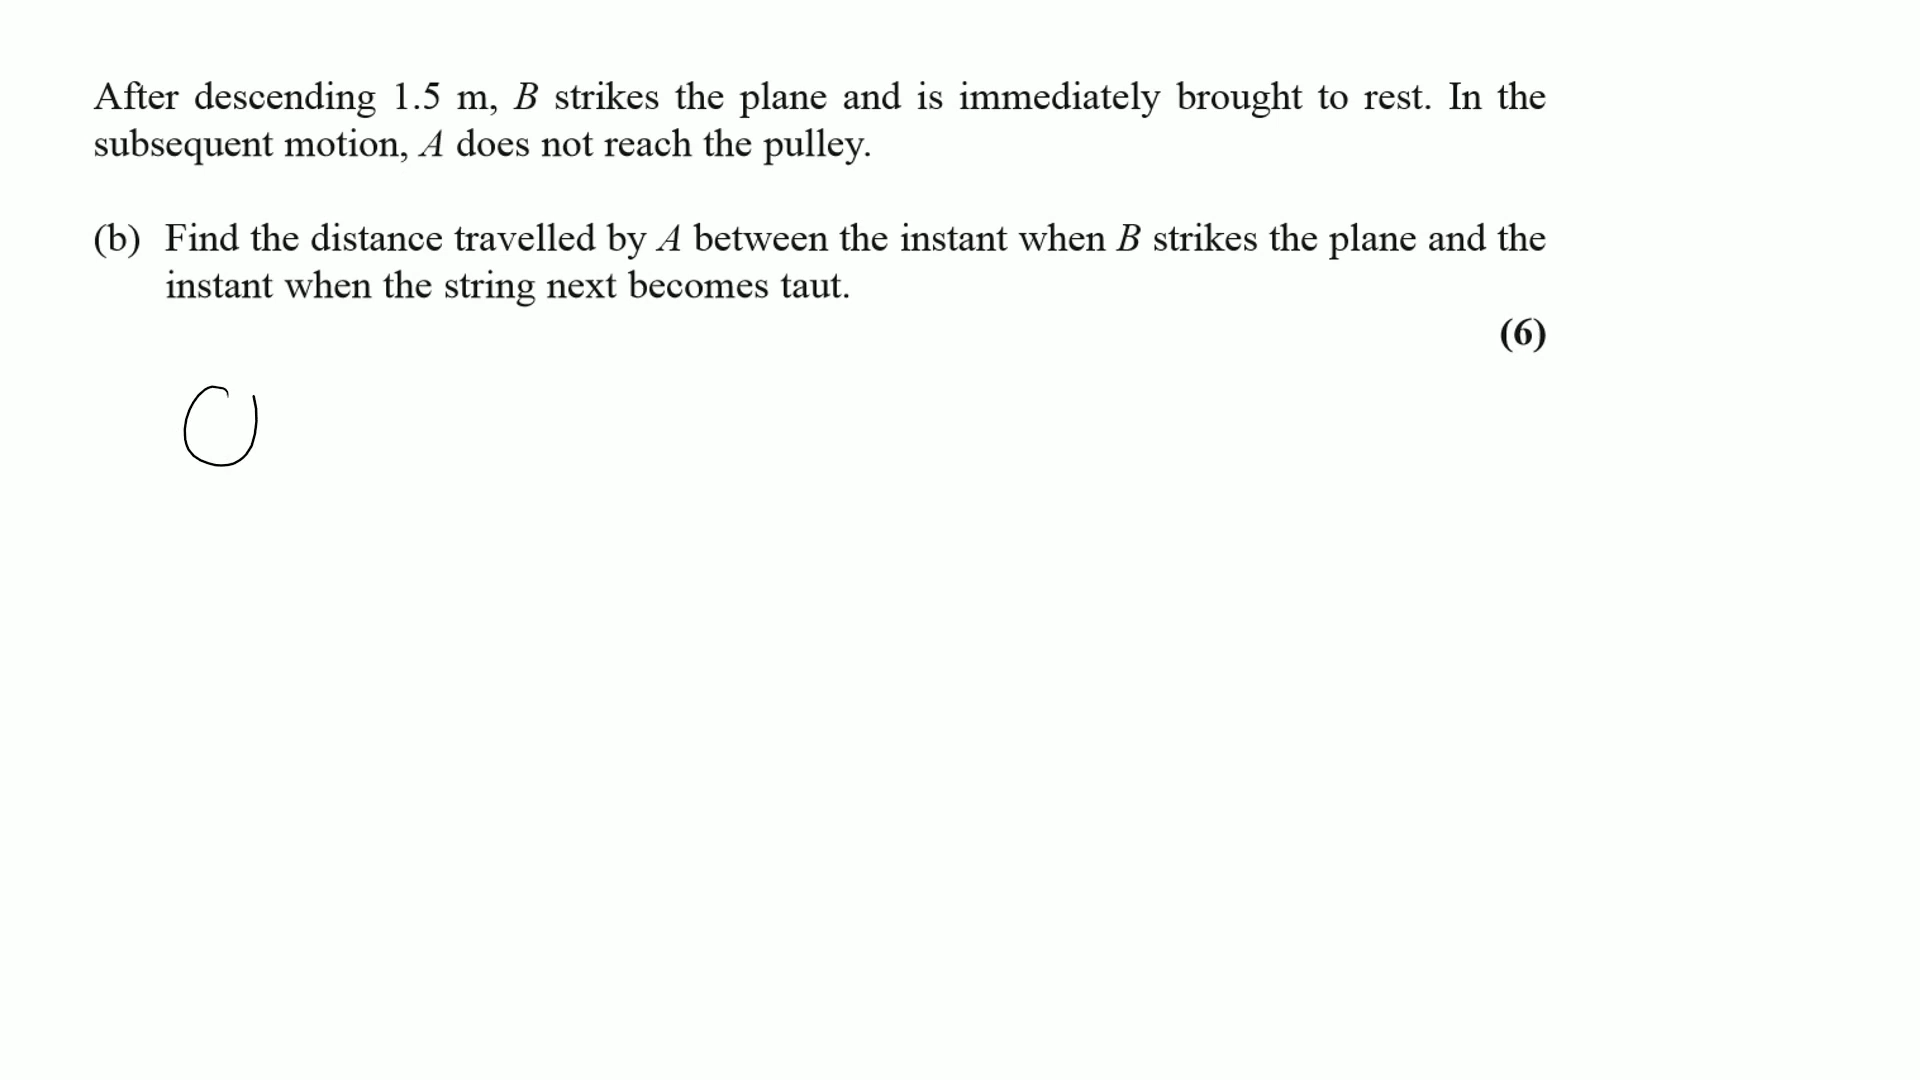 After descending 1.5 m, B strikes the plane and is immediately brought to rest. In the
subsequent motion, A does not reach the pulley.
(b) Find the distance travelled by A between the instant when B strikes the plane and the
instant when the string next becomes taut.
(6)